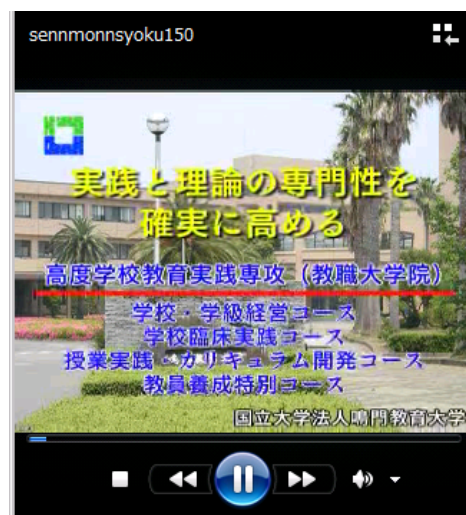 sennmonnsyoku150
実践と理論の専門性を
確実に高める
高度学校教育実践専攻（教職大学院）
学校・学級経営コース
学校臨床実践コース
授業実践・カリキュラム開発コース
教員養成特別コース
国立大学法人鳴門教育大学